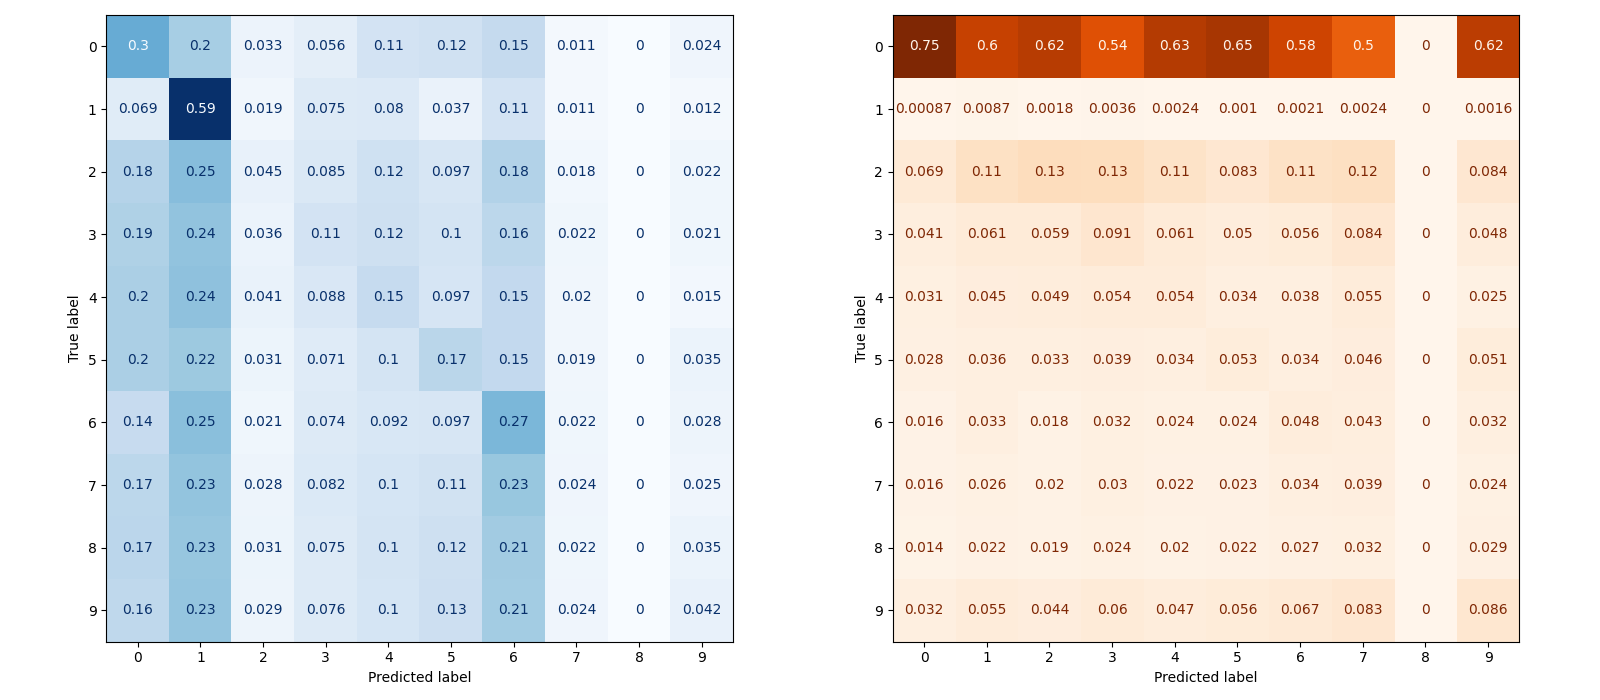 0 0.3 0.2 0.033 0.056 0.11 0.12 0.15 0.011 0 0.024
1 0.069 0.59 0.019 0.075 0.08 0.037 0.11 0.011 0 0.012
2 0.18 0.25 0.045 0.085 0.12 0.097 0.18 0.018 0 0.022
3 0.19 0.24 0.036 0.11 0.12 0.1 0.16 0.022 0 0.021
4 0.2 0.24 0.041 0.088 0.15 0.097 0.15 0.02 0 0.015
5 0.2 0.22 0.031 0.071 0.1 0.17 0.15 0.019 0 0.035
6 0.14 0.25 0.021 0.074 0.092 0.097 0.27 0.022 0 0.028
7 0.17 0.23 0.028 0.082 0.1 0.11 0.23 0.024 0 0.025
8 0.17 0.23 0.031 0.075 0.1 0.12 0.21 0.022 0 0.035
9 0.16 0.23 0.029 0.076 0.1 0.13 0.21 0.024 0 0.042
0 1 2 3 4 5 6 7 8 9
True label
Predicted label
0 0.75 0.6 0.62 0.54 0.63 0.65 0.58 0.5 0 0.62
1 0.00087 0.0087 0.0018 0.0036 0.0024 0.001 0.0021 0.0024 0 0.0016
2 0.069 0.11 0.13 0.13 0.11 0.083 0.11 0.12 0 0.084
3 0.041 0.061 0.059 0.091 0.061 0.05 0.056 0.084 0 0.048
4 0.031 0.045 0.049 0.054 0.054 0.034 0.038 0.055 0 0.025
5 0.028 0.036 0.033 0.039 0.034 0.053 0.034 0.046 0 0.051
6 0.016 0.033 0.018 0.032 0.024 0.024 0.048 0.043 0 0.032
7 0.016 0.026 0.02 0.03 0.022 0.023 0.034 0.039 0 0.024
8 0.014 0.022 0.019 0.024 0.02 0.022 0.027 0.032 0 0.029
9 0.032 0.055 0.044 0.06 0.047 0.056 0.067 0.083 0 0.086
0 1 2 3 4 5 6 7 8 9
True label
Predicted label